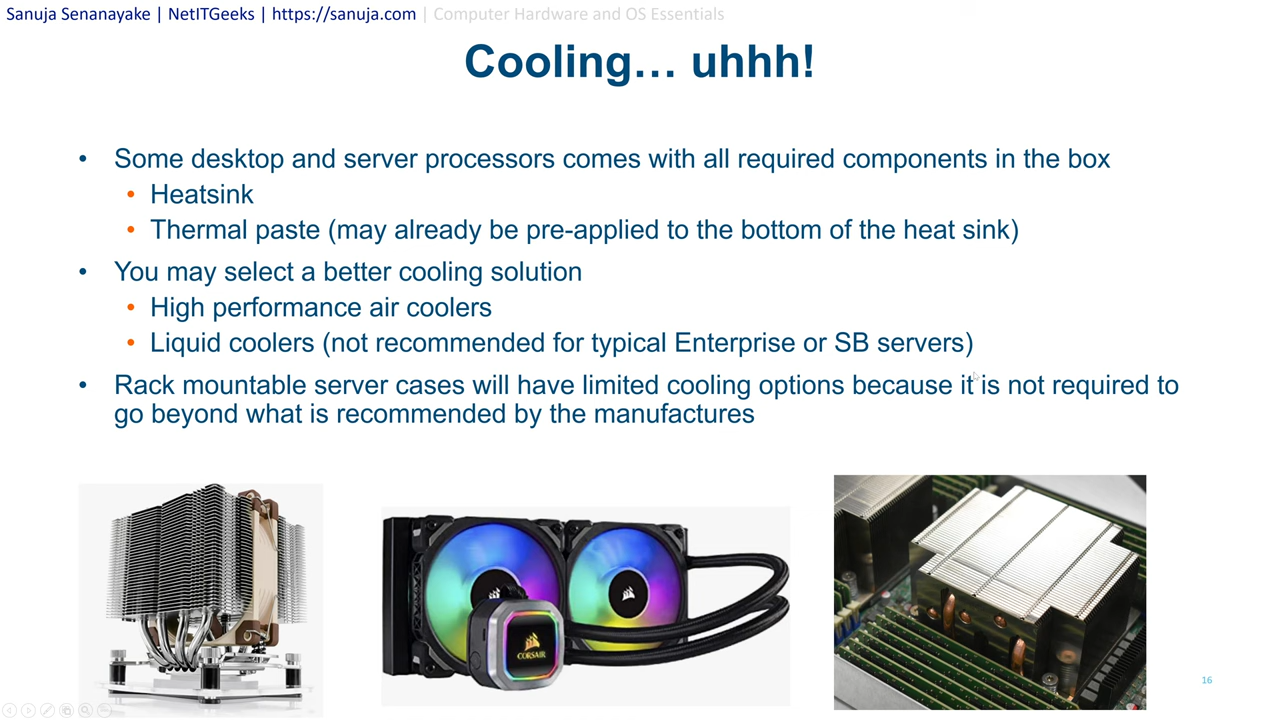 Sanuja Senanayake | NetITGeeks | https://sanuja.com | Computer Hardware and OS Essentials
Cooling… uhhh!
• Some desktop and server processors comes with all required components in the box
• Heatsink
• Thermal paste (may already be pre-applied to the bottom of the heat sink)
• You may select a better cooling solution
• High performance air coolers
• Liquid coolers (not recommended for typical Enterprise or SB servers)
• Rack mountable server cases will have limited cooling options because it is not required to
go beyond what is recommended by the manufactures
CORSAIR
16